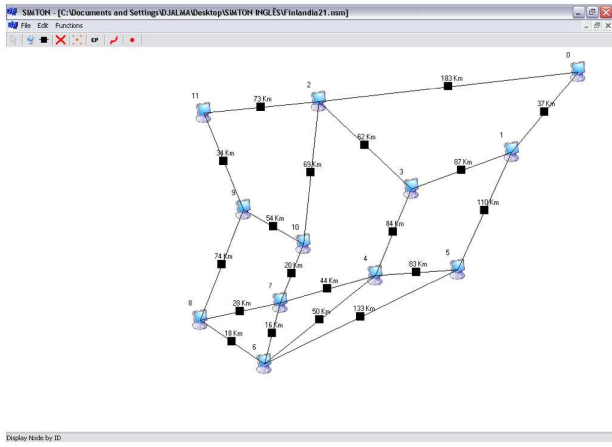 SIMTON - [C:\Documents and Settings\DJALMA\Desktop\SIMTON INGLÊS\Finlandia21.nsm]
File Edit Functions
CP
0
183 Km
11
73 Km
2
37 Km
1
62 Km
34 Km
69 Km
3
87 Km
9
54 Km
110 Km
10
84 Km
74 Km
20 Km
4
83 Km
5
7
44 Km
8
28 Km
50 Km
133 Km
16 Km
18 Km
6
Display Node by ID